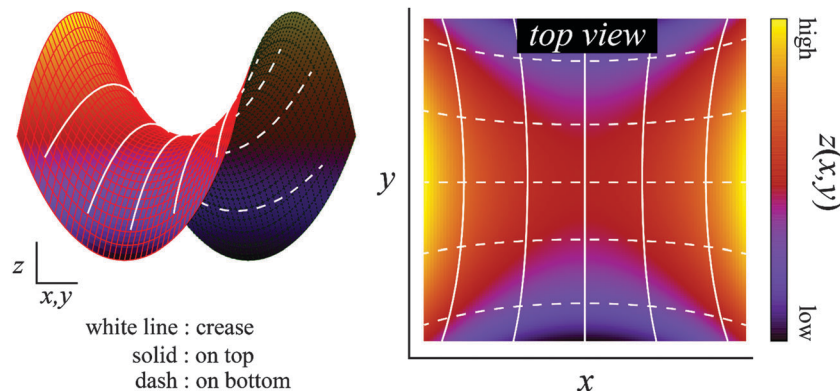 z
x,y
white line : crease
solid : on top
dash : on bottom
top view
y
x
high
z(x,y)
low